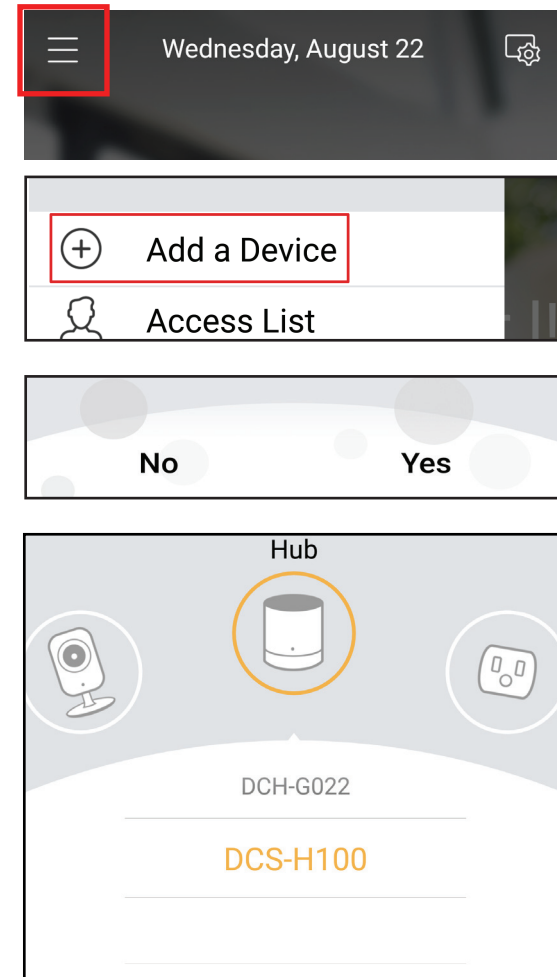 Wednesday, August 22
Add a Device
Access List
No Yes
Hub
DCH-G022
DCS-H100